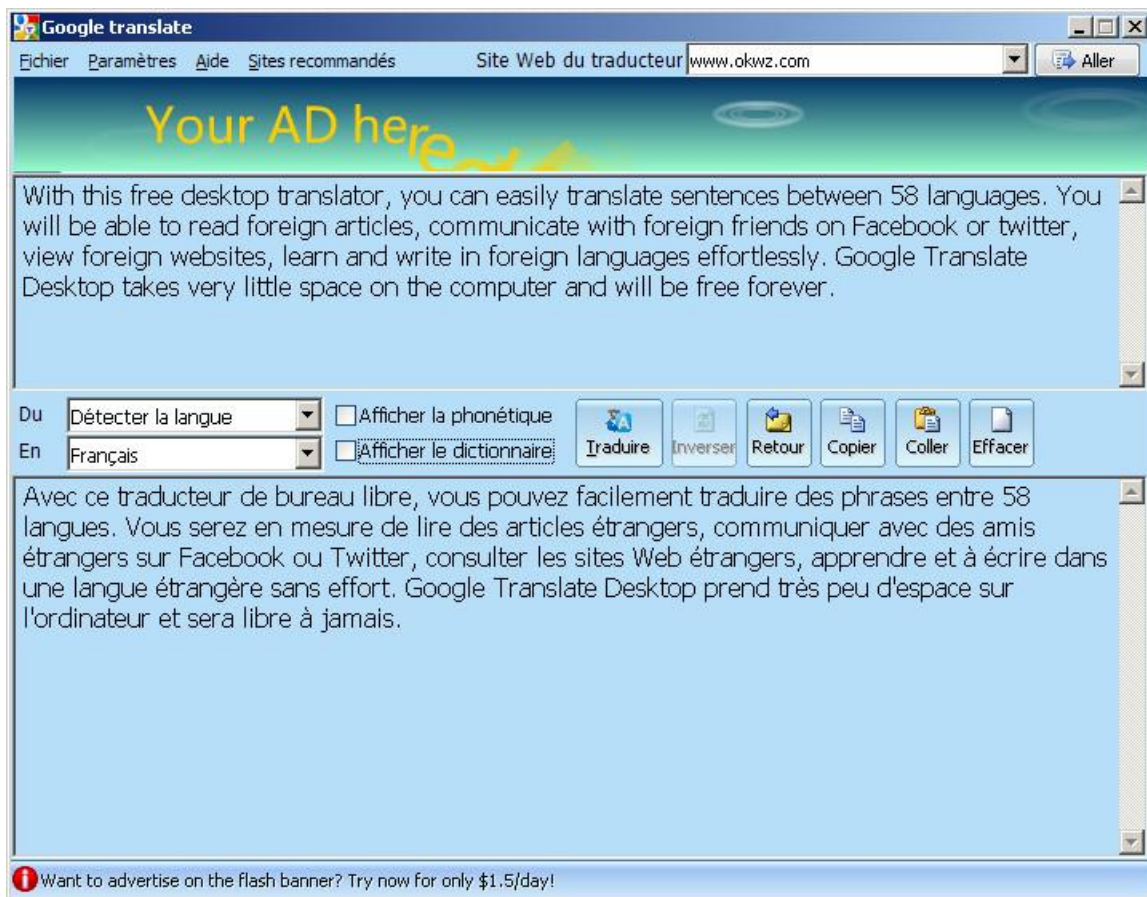 Google translate
Fichier Paramètres Aide Sites recommandés Site Web du traducteur www.okwz.com Aller
Your AD here
With this free desktop translator, you can easily translate sentences between 58 languages. You
will be able to read foreign articles, communicate with foreign friends on Facebook or twitter,
view foreign websites, learn and write in foreign languages effortlessly. Google Translate
Desktop takes very little space on the computer and will be free forever.
Du Détecter la langue Afficher la phonétique
En Français Afficher le dictionnaire Traduire Inverser Retour Copier Coller Effacer
Avec ce traducteur de bureau libre, vous pouvez facilement traduire des phrases entre 58
langues. Vous serez en mesure de lire des articles étrangers, communiquer avec des amis
étrangers sur Facebook ou Twitter, consulter les sites Web étrangers, apprendre et à écrire dans
une langue étrangère sans effort. Google Translate Desktop prend très peu d'espace sur
l'ordinateur et sera libre à jamais.
Want to advertise on the flash banner? Try now for only $1.5/day!